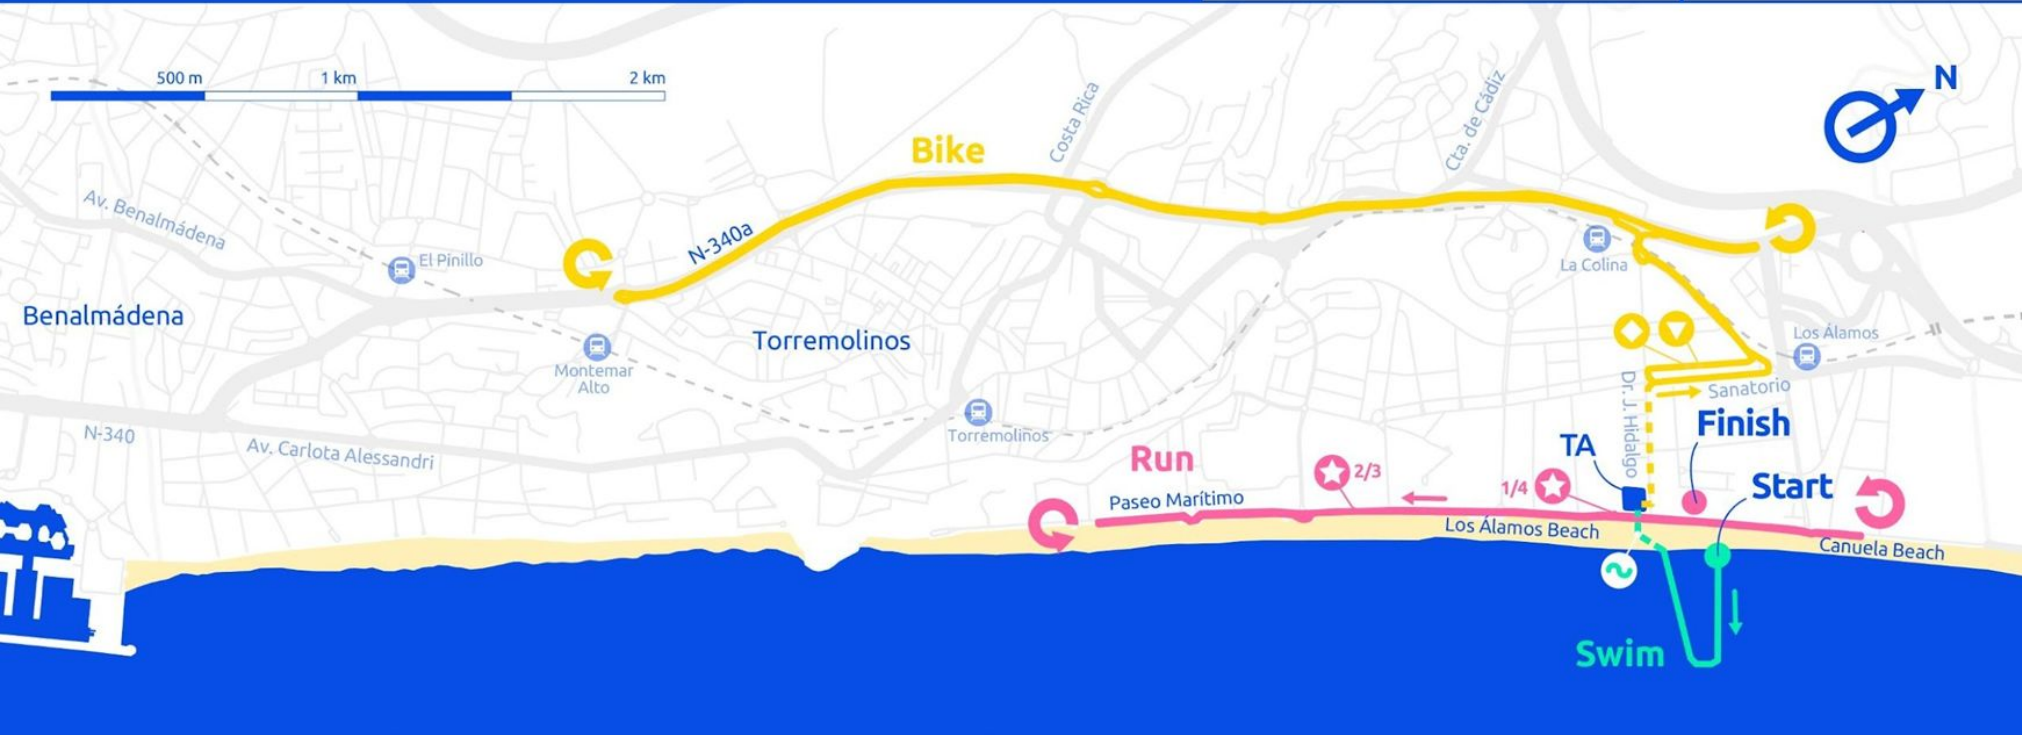 500 m
1 km
2 km
N
Costa Rica
Cta. de Cádiz
Bike
Av. Benalmádena
N-340a
El Pinillo
La Colina
Benalmádena
Torremolinos
Los Álamos
Montemar
Alto
Dr. J. Hidalgo
Sanatorio
Finish
N-340
Av. Carlota Alessandri
Torremolinos
TA
Run
2/3
1/4
Start
Paseo Marítimo
Los Álamos Beach
Canuela Beach
Swim